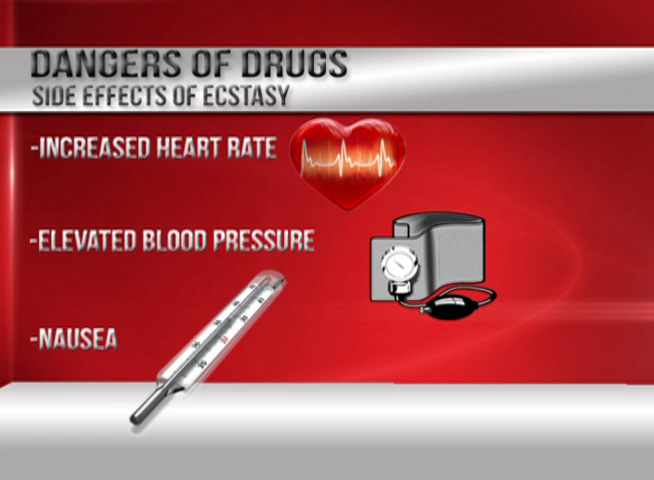 DANGERS OF DRUGS
SIDE EFFECTS OF ECSTASY
-INCREASED HEART RATE
-ELEVATED BLOOD PRESSURE
-NAUSEA